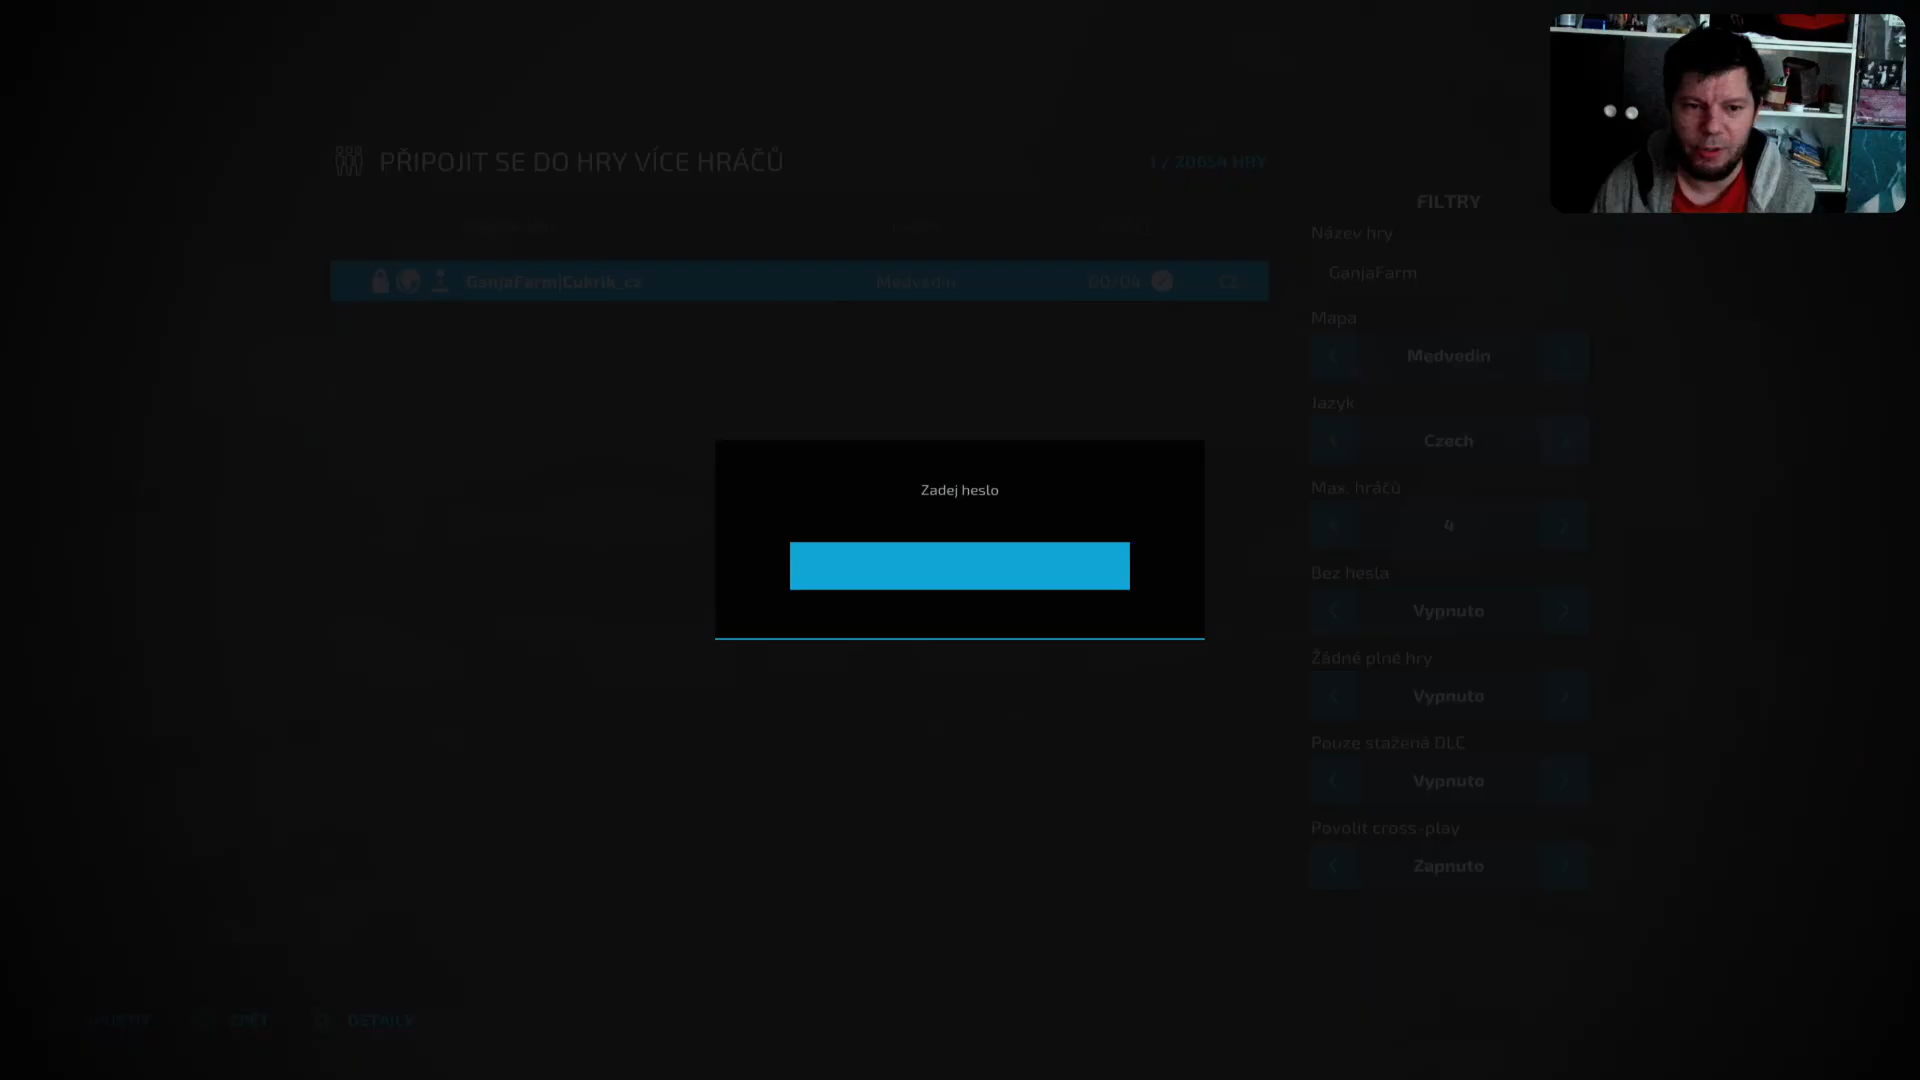 PŘIPOJIT SE DO HRY VÍCE HRÁČŮ
1 / 20654 HRY
GanjaFarm|Cukrik_cz Medvedin 00/04 CZ
FILTRY
Název hry
GanjaFarm
Mapa
Medvedin
Jazyk
Czech
Max. hráčů
4
Bez hesla
Vypnuto
Žádné plné hry
Vypnuto
Pouze stažená DLC
Vypnuto
Povolit cross-play
Zapnuto
Zadej heslo
ZPĚT DETAILY